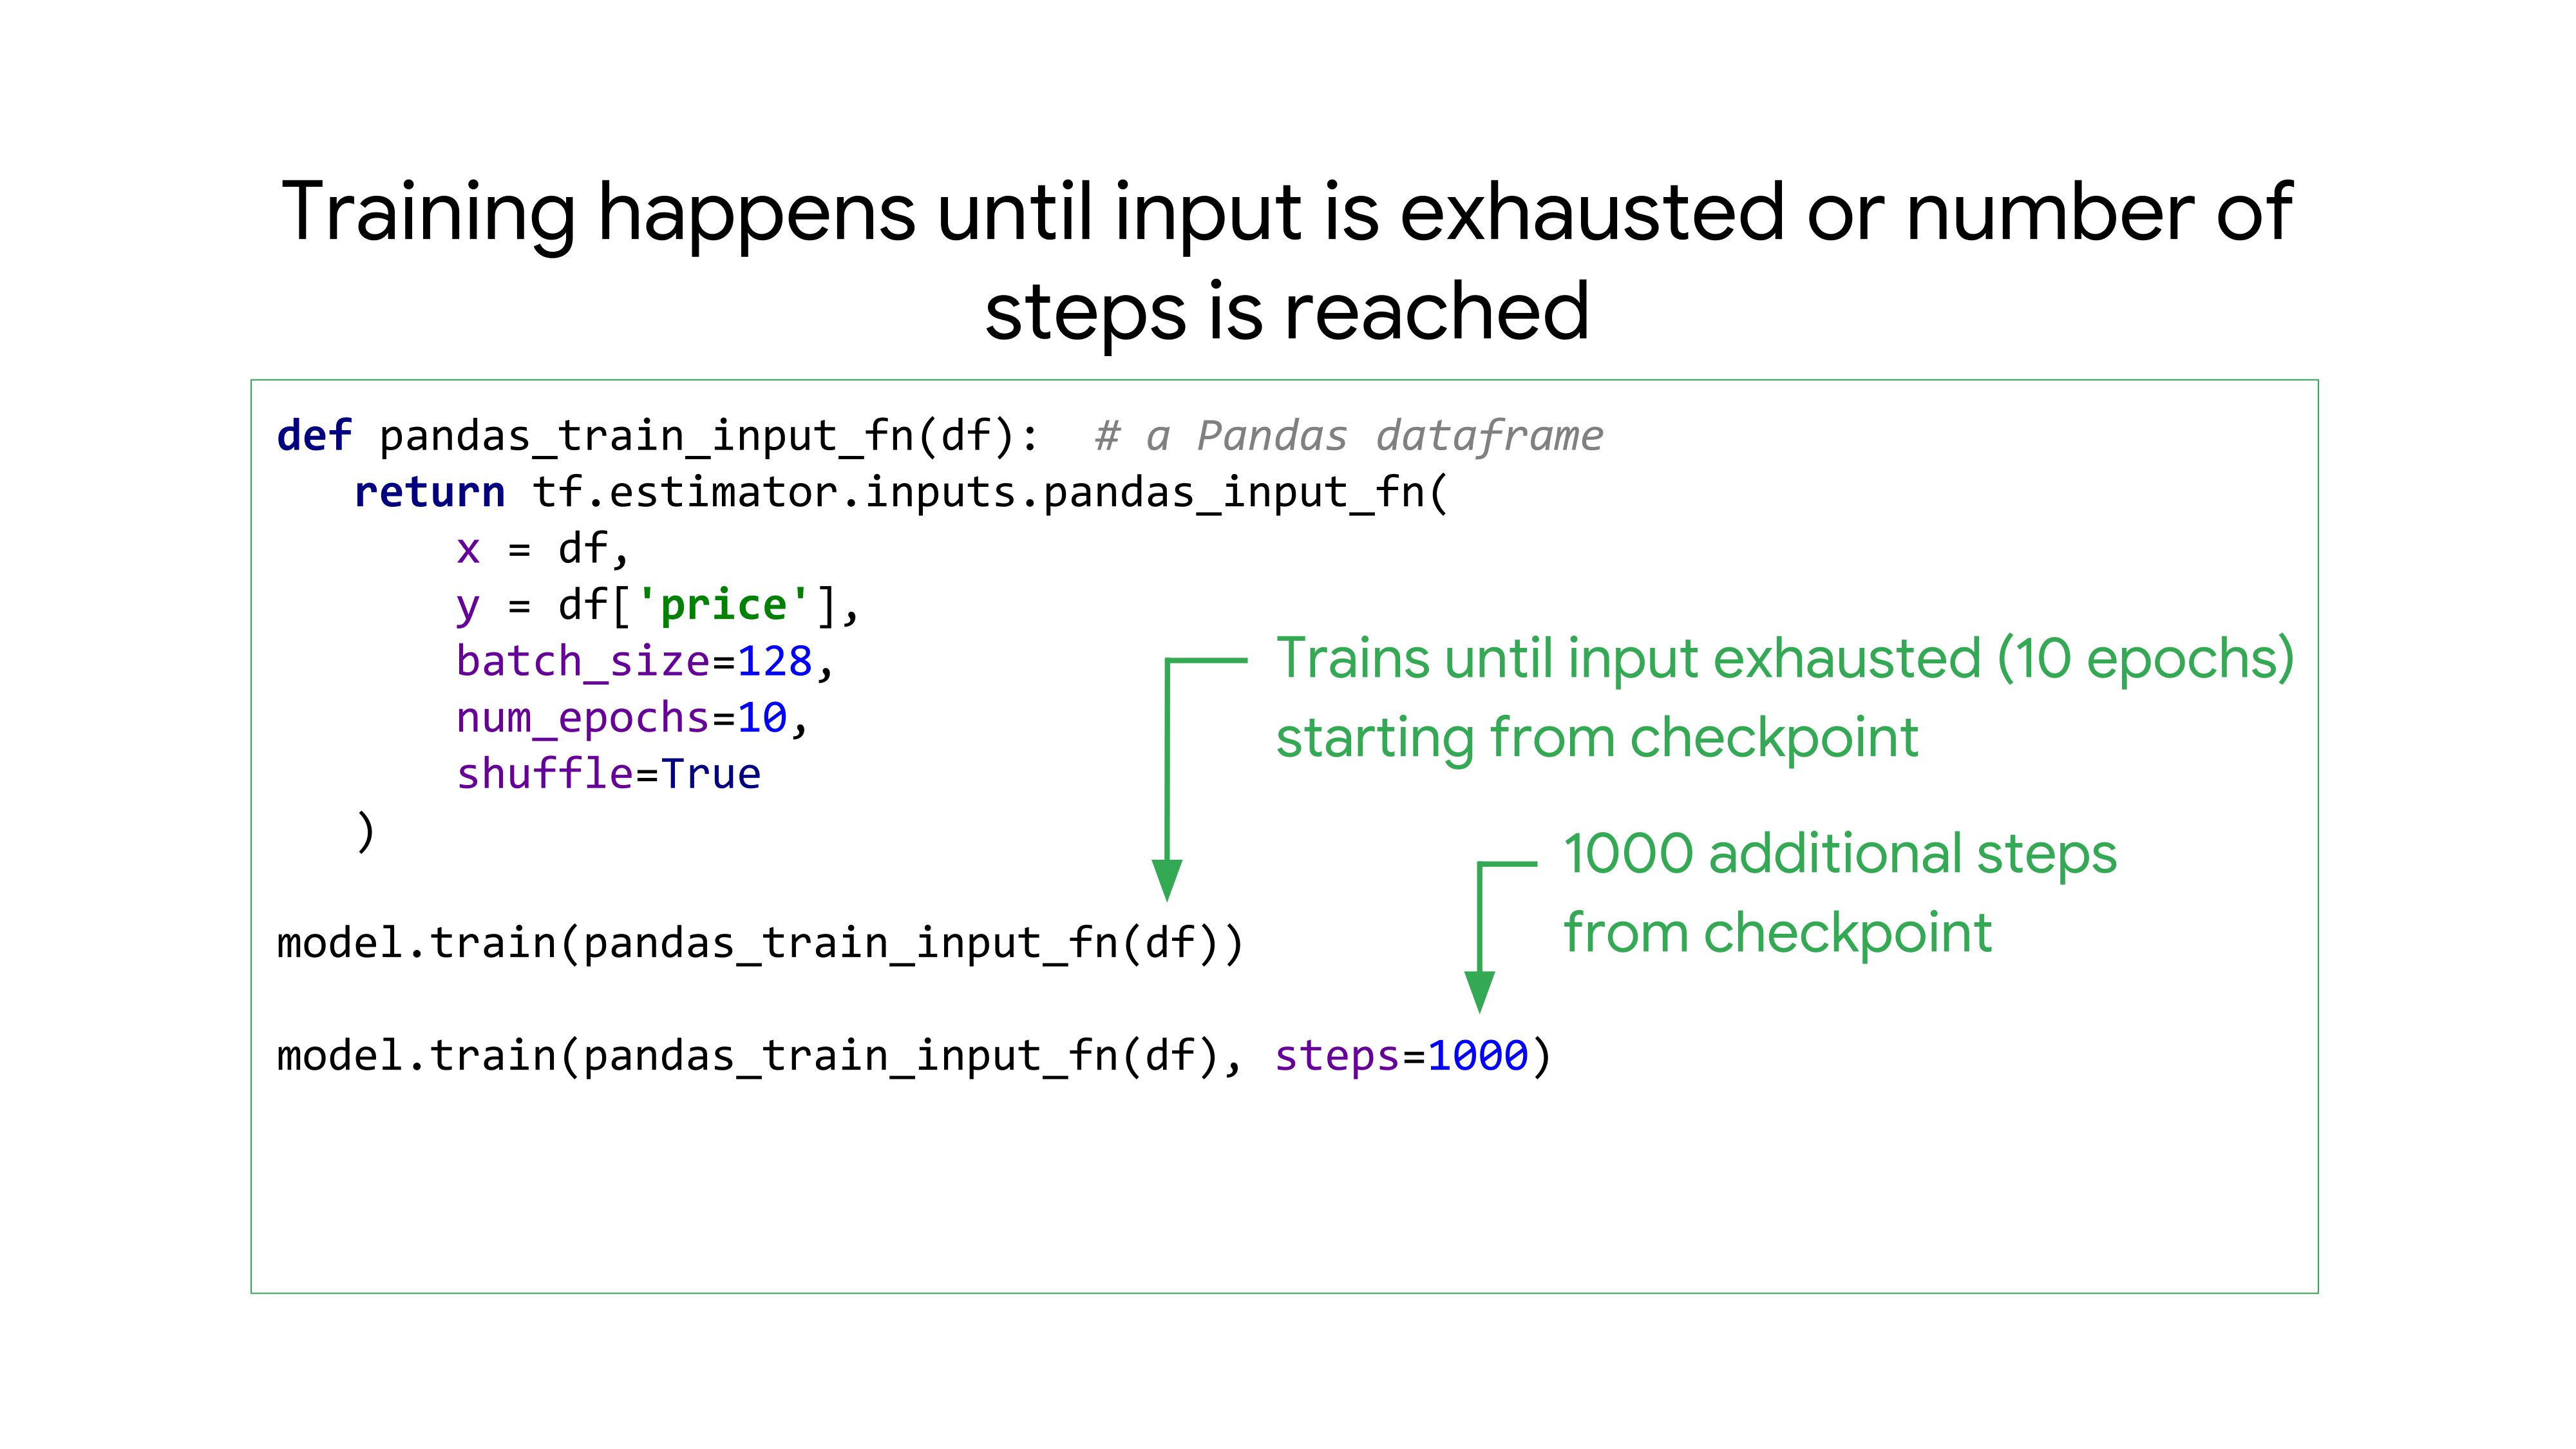 Training happens until input is exhausted or number of
steps is reached
def pandas_train_input_fn(df):  # a Pandas dataframe
   return tf.estimator.inputs.pandas_input_fn(
       x = df,
       y = df['price'],
       batch_size=128,
       num_epochs=10,
       shuffle=True
   )
Trains until input exhausted (10 epochs)
starting from checkpoint
model.train(pandas_train_input_fn(df))
1000 additional steps
from checkpoint
model.train(pandas_train_input_fn(df), steps=1000)